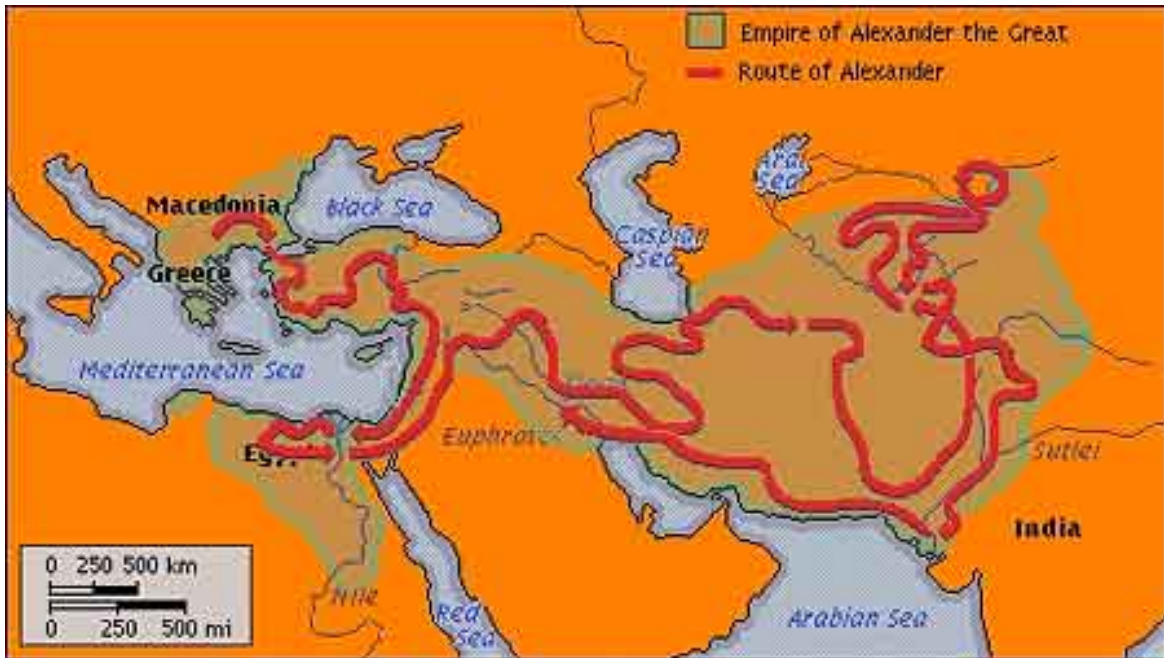 Empire of Alexander the Great
Route of Alexander
Aral
Sea
Macedonia
Black Sea
Caspian
Sea
Greece
Mediterranean Sea
Euphrates
Sutlei
India
0 250 500 km
0 250 500 mi
Nile
Red
Sea
Arabian Sea